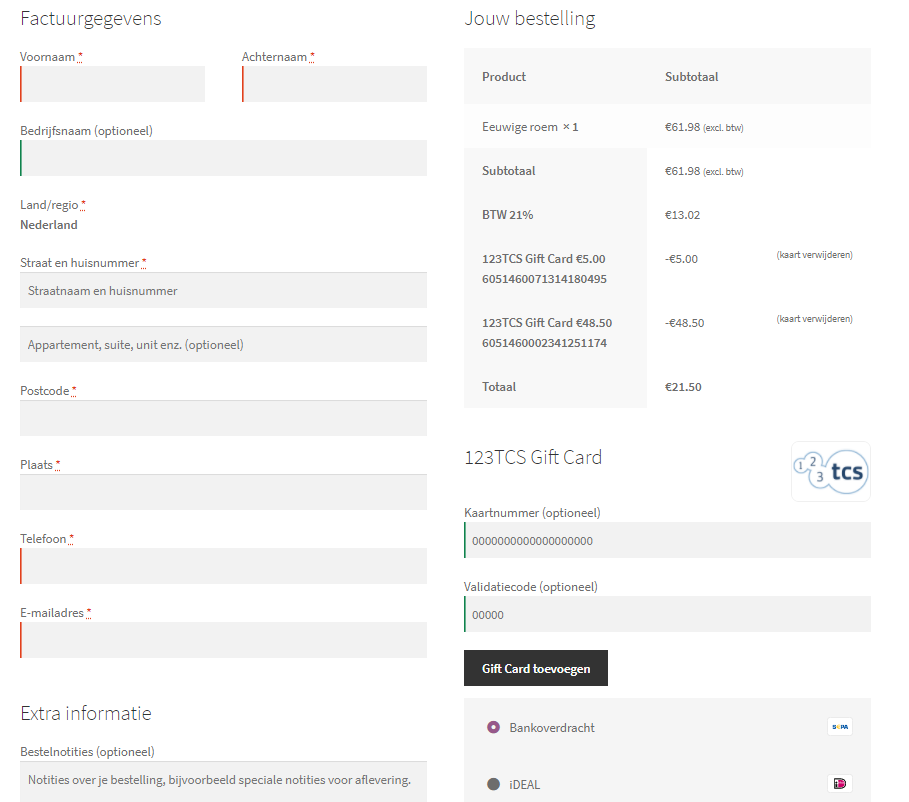 Factuurgegevens
Voornaam *
Achternaam *
Bedrijfsnaam (optioneel)
Land/regio *
Nederland
Straat en huisnummer *
Straatnaam en huisnummer
Appartement, suite, unit enz. (optioneel)
Postcode *
Plaats *
Telefoon *
E-mailadres *
Extra informatie
Bestelnotities (optioneel)
Notities over je bestelling, bijvoorbeeld speciale notities voor aflevering.
Jouw bestelling
Product Subtotaal
Eeuwige roem × 1 €61.98 (excl. btw)
Subtotaal €61.98 (excl. btw)
BTW 21% €13.02
123TCS Gift Card €5.00 -€5.00 (kaart verwijderen)
6051460071314180495
123TCS Gift Card €48.50 -€48.50 (kaart verwijderen)
6051460002341251174
Totaal €21.50
123TCS Gift Card
1 2 3 tcs
Kaartnummer (optioneel)
0000000000000000000
Validatiecode (optioneel)
00000
Gift Card toevoegen
Bankoverdracht SEPA
iDEAL